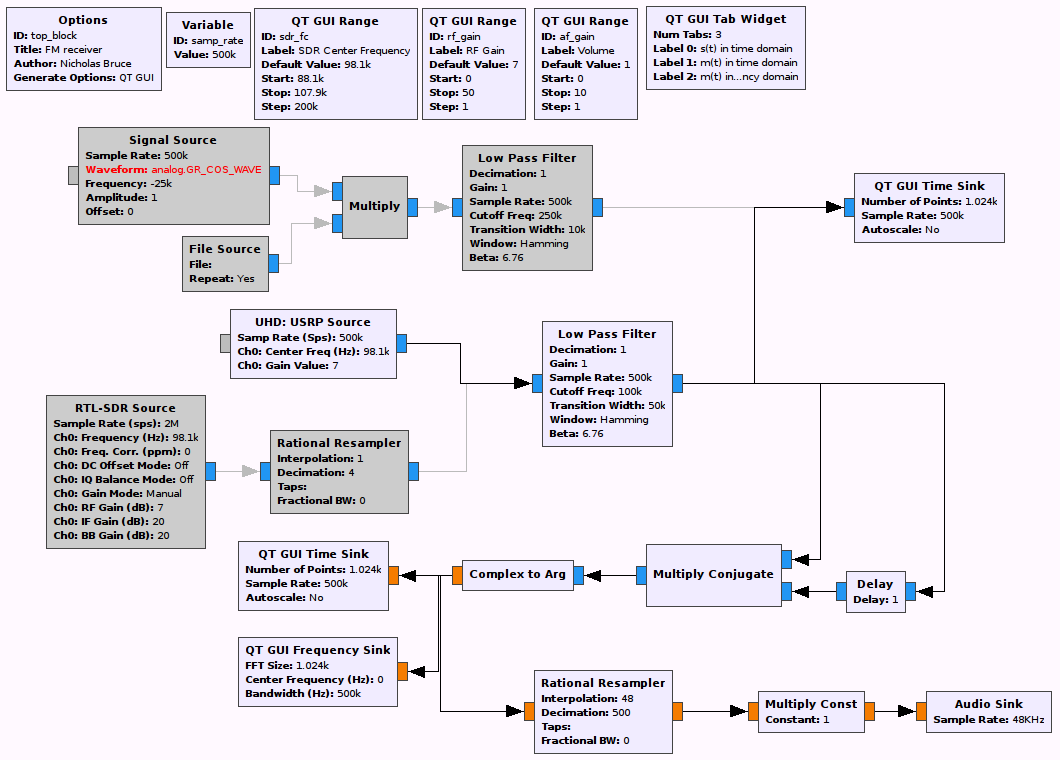 Options
ID: top_block
Title: FM receiver
Author: Nicholas Bruce
Generate Options: QT GUI
Variable
ID: samp_rate
Value: 500k
QT GUI Range
ID: sdr_fc
Label: SDR Center Frequency
Default Value: 98.1k
Start: 88.1k
Stop: 107.9k
Step: 200k
QT GUI Range
ID: rf_gain
Label: RF Gain
Default Value: 7
Start: 0
Stop: 50
Step: 1
QT GUI Range
ID: af_gain
Label: Volume
Default Value: 1
Start: 0
Stop: 10
Step: 1
QT GUI Tab Widget
Num Tabs: 3
Label 0: s(t) in time domain
Label 1: m(t) in time domain
Label 2: m(t) in...ncy domain
Signal Source
Sample Rate: 500k
Waveform: analog.GR_COS_WAVE
Frequency: -25k
Amplitude: 1
Offset: 0
File Source
File:
Repeat: Yes
Multiply
Low Pass Filter
Decimation: 1
Gain: 1
Sample Rate: 500k
Cutoff Freq: 250k
Transition Width: 10k
Window: Hamming
Beta: 6.76
QT GUI Time Sink
Number of Points: 1.024k
Sample Rate: 500k
Autoscale: No
UHD: USRP Source
Samp Rate (Sps): 500k
Ch0: Center Freq (Hz): 98.1k
Ch0: Gain Value: 7
Low Pass Filter
Decimation: 1
Gain: 1
Sample Rate: 500k
Cutoff Freq: 100k
Transition Width: 50k
Window: Hamming
Beta: 6.76
RTL-SDR Source
Sample Rate (sps): 2M
Ch0: Frequency (Hz): 98.1k
Ch0: Freq. Corr. (ppm): 0
Ch0: DC Offset Mode: Off
Ch0: IQ Balance Mode: Off
Ch0: Gain Mode: Manual
Ch0: RF Gain (dB): 7
Ch0: IF Gain (dB): 20
Ch0: BB Gain (dB): 20
Rational Resampler
Interpolation: 1
Decimation: 4
Taps:
Fractional BW: 0
QT GUI Time Sink
Number of Points: 1.024k
Sample Rate: 500k
Autoscale: No
Complex to Arg
Multiply Conjugate
Delay
Delay: 1
QT GUI Frequency Sink
FFT Size: 1.024k
Center Frequency (Hz): 0
Bandwidth (Hz): 500k
Rational Resampler
Interpolation: 48
Decimation: 500
Taps:
Fractional BW: 0
Multiply Const
Constant: 1
Audio Sink
Sample Rate: 48KHz